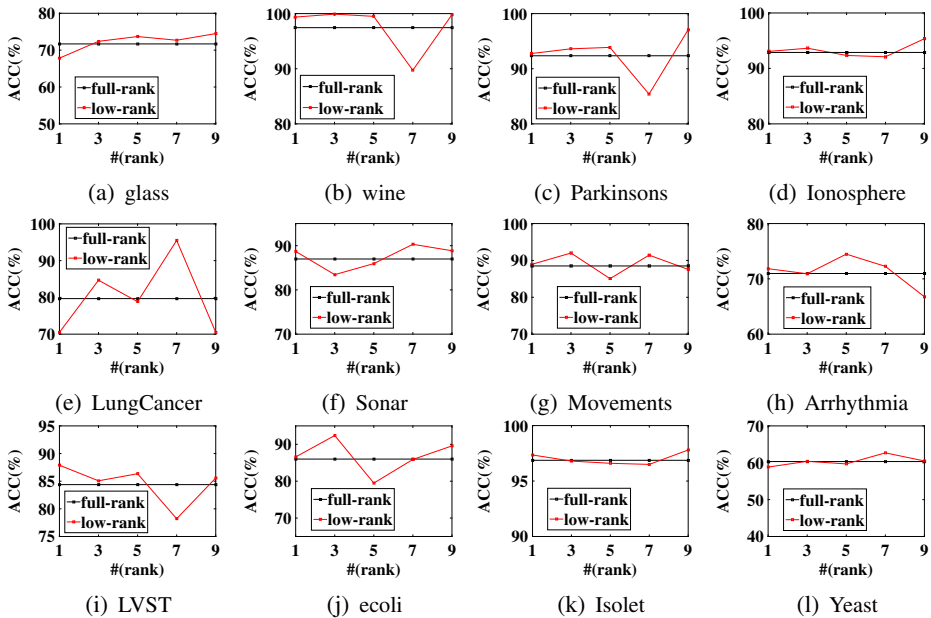 ACC(%)
80
70
60
50
full-rank
low-rank
1 3 5 7 9
#(rank)
(a) glass
ACC(%)
100
90
80
full-rank
low-rank
1 3 5 7 9
#(rank)
(b) wine
ACC(%)
100
90
80
full-rank
low-rank
1 3 5 7 9
#(rank)
(c) Parkinsons
ACC(%)
100
90
80
full-rank
low-rank
1 3 5 7 9
#(rank)
(d) Ionosphere
ACC(%)
100
90
80
70
full-rank
low-rank
1 3 5 7 9
#(rank)
(e) LungCancer
ACC(%)
90
80
70
full-rank
low-rank
1 3 5 7 9
#(rank)
(f) Sonar
ACC(%)
100
90
80
70
full-rank
low-rank
1 3 5 7 9
#(rank)
(g) Movements
ACC(%)
80
70
60
full-rank
low-rank
1 3 5 7 9
#(rank)
(h) Arrhythmia
ACC(%)
95
90
85
80
75
full-rank
low-rank
1 3 5 7 9
#(rank)
(i) LVST
ACC(%)
90
80
70
full-rank
low-rank
1 3 5 7 9
#(rank)
(j) ecoli
ACC(%)
100
95
90
full-rank
low-rank
1 3 5 7 9
#(rank)
(k) Isolet
ACC(%)
70
60
50
40
full-rank
low-rank
1 3 5 7 9
#(rank)
(l) Yeast